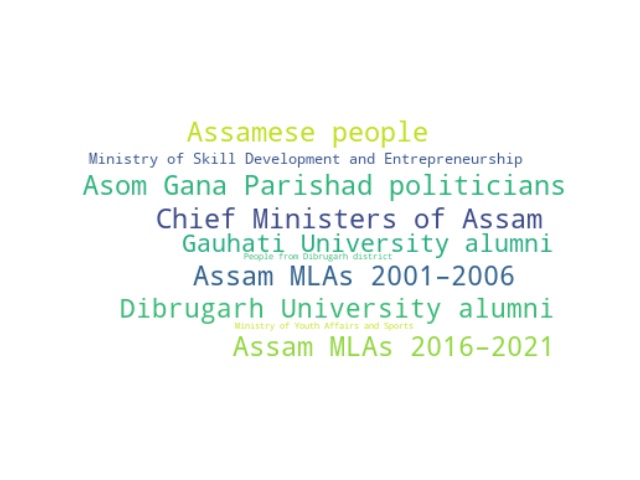 Assamese people
Ministry of Skill Development and Entrepreneurship
Asom Gana Parishad politicians
Chief Ministers of Assam
Gauhati University alumni
People from Dibrugarh district
Assam MLAs 2001–2006
Dibrugarh University alumni
Ministry of Youth Affairs and Sports
Assam MLAs 2016–2021